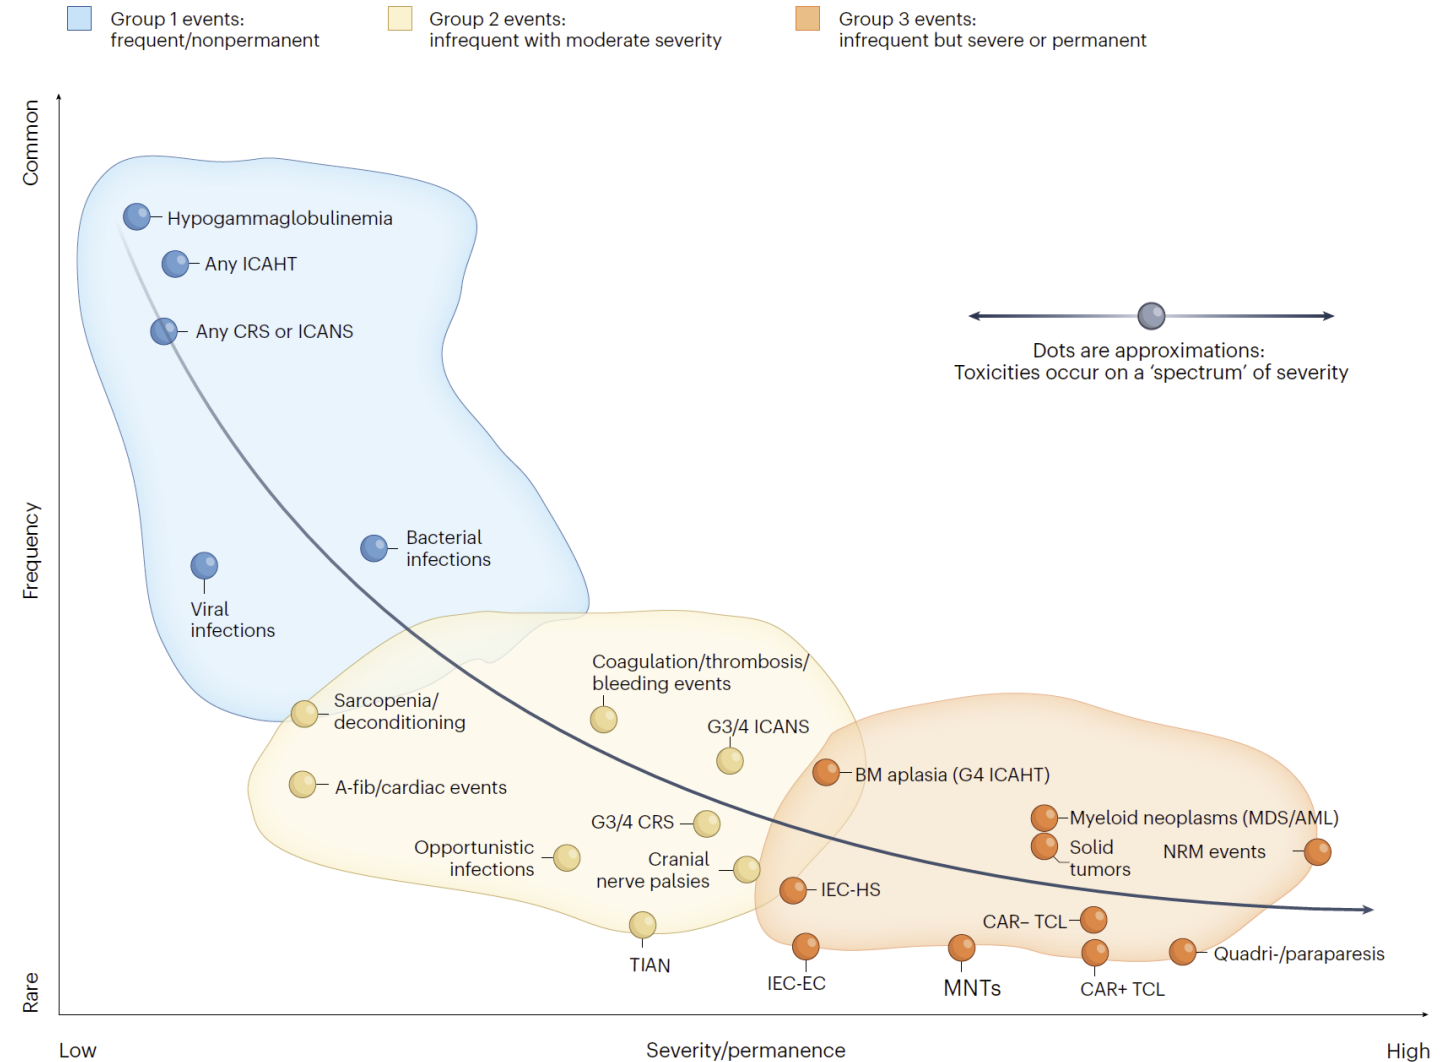 Group 1 events:
frequent/nonpermanent
Group 2 events:
infrequent with moderate severity
Group 3 events:
infrequent but severe or permanent
Common
Frequency
Rare
Hypogammaglobulinemia
Any ICAHT
Any CRS or ICANS
Dots are approximations:
Toxicities occur on a ‘spectrum’ of severity
Bacterial
infections
Viral
infections
Coagulation/thrombosis/
bleeding events
Sarcopenia/
deconditioning
G3/4 ICANS
BM aplasia (G4 ICAHT)
A-fib/cardiac events
G3/4 CRS
Myeloid neoplasms (MDS/AML)
Solid
tumors
NRM events
Opportunistic
infections
Cranial
nerve palsies
IEC-HS
CAR– TCL
Quadri-/paraparesis
TIAN
IEC-EC
MNTs
CAR+ TCL
Low
Severity/permanence
High